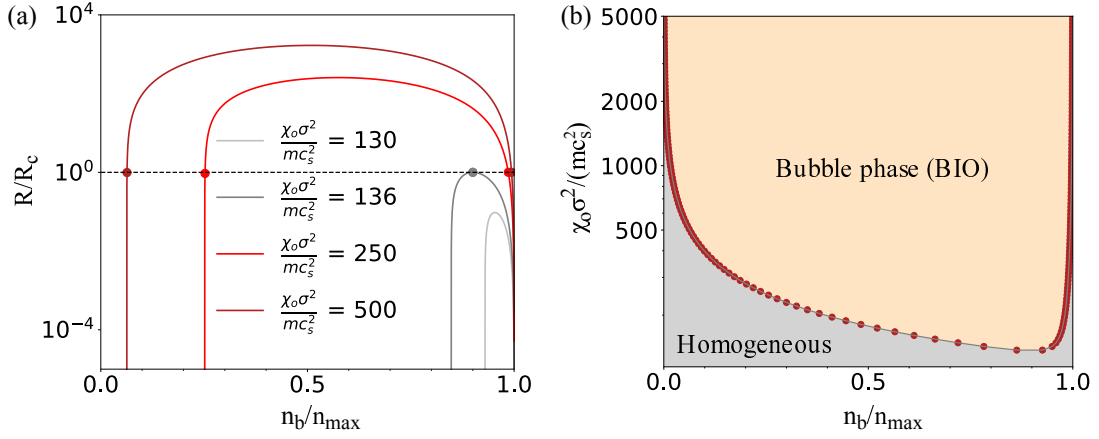 (a)
R/R_c
10^4
10^0
10^−4
χ_oσ^2/mc_s^2 = 130
χ_oσ^2/mc_s^2 = 136
χ_oσ^2/mc_s^2 = 250
χ_oσ^2/mc_s^2 = 500
0.0 0.5 1.0
n_b/n_max
(b)
χ_oσ^2/(mc_s^2)
5000
2000
1000
500
Bubble phase (BIO)
Homogeneous
0.0 0.5 1.0
n_b/n_max